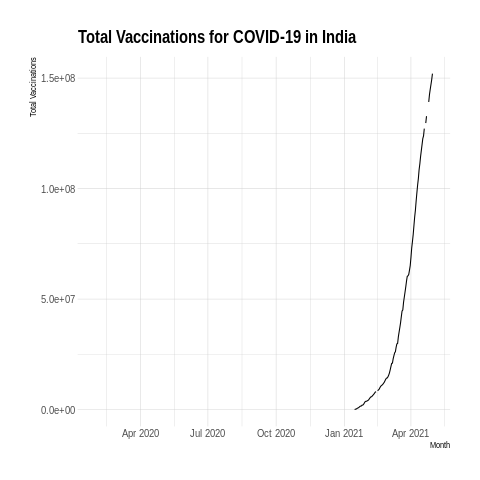 Total Vaccinations for COVID-19 in India
Total Vaccinations
1.5e+08
1.0e+08
5.0e+07
0.0e+00
Apr 2020 Jul 2020 Oct 2020 Jan 2021 Apr 2021
Month